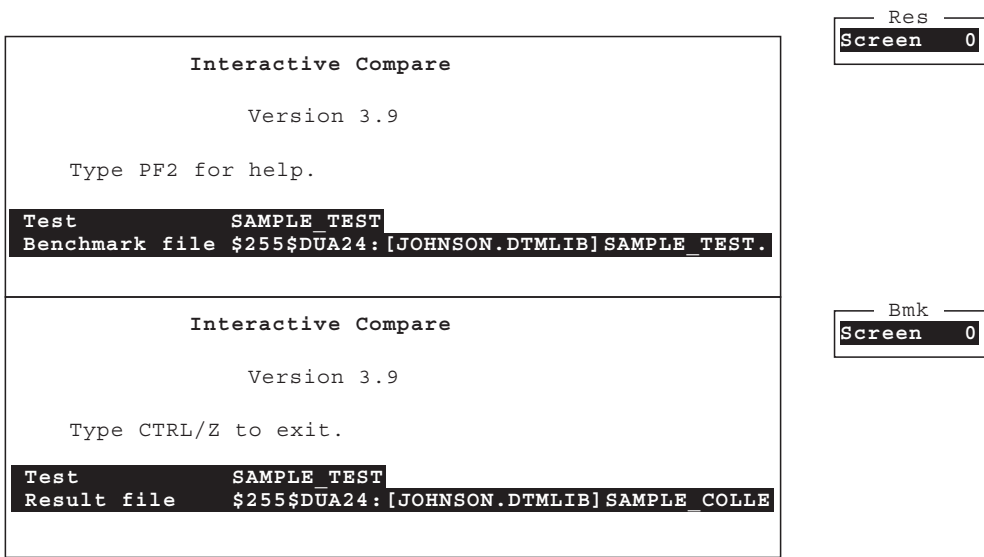 Res
Screen 0
Interactive Compare
Version 3.9
Type PF2 for help.
Test SAMPLE_TEST
Benchmark file $255$DUA24:[JOHNSON.DTMLIB]SAMPLE_TEST.
Bmk
Screen 0
Interactive Compare
Version 3.9
Type CTRL/Z to exit.
Test SAMPLE_TEST
Result file $255$DUA24:[JOHNSON.DTMLIB]SAMPLE_COLLE